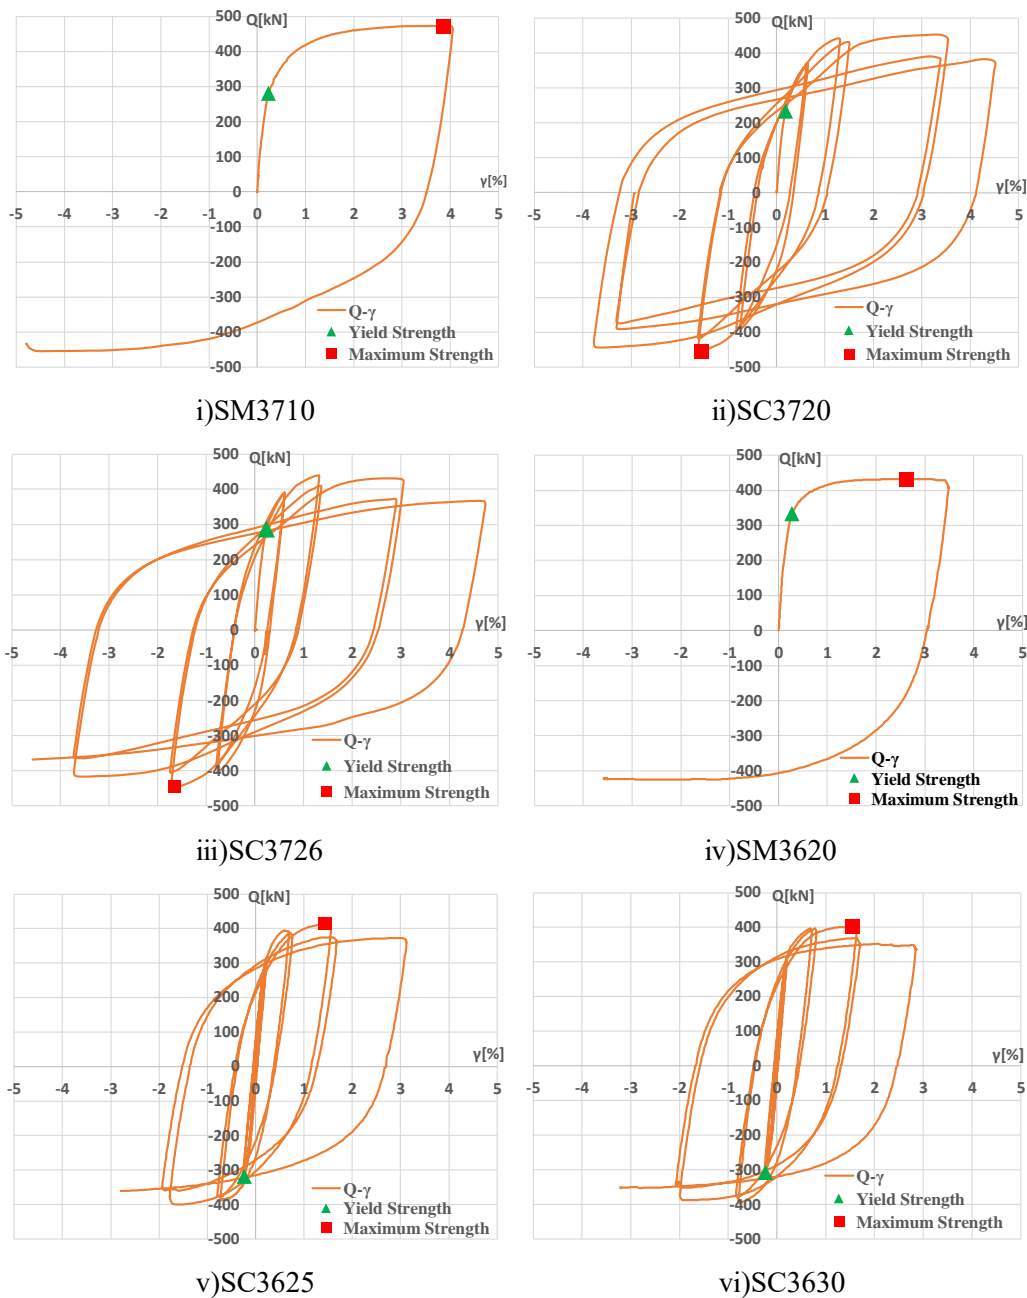 Q[kN]
500
400
300
200
100
0
-100
-200
-300
-400
-500
-5 -4 -3 -2 -1 0 1 2 3 4 5
γ[%]
Q-γ
Yield Strength
Maximum Strength
i)SM3710
Q[kN]
500
400
300
200
100
0
-100
-200
-300
-400
-500
-5 -4 -3 -2 -1 0 1 2 3 4 5
γ[%]
Q-γ
Yield Strength
Maximum Strength
ii)SC3720
Q[kN]
500
400
300
200
100
0
-100
-200
-300
-400
-500
-5 -4 -3 -2 -1 0 1 2 3 4 5
γ[%]
Q-γ
Yield Strength
Maximum Strength
iii)SC3726
Q[kN]
500
400
300
200
100
0
-100
-200
-300
-400
-500
-5 -4 -3 -2 -1 0 1 2 3 4 5
γ[%]
Q-γ
Yield Strength
Maximum Strength
iv)SM3620
Q[kN]
500
400
300
200
100
0
-100
-200
-300
-400
-500
-5 -4 -3 -2 -1 0 1 2 3 4 5
γ[%]
Q-γ
Yield Strength
Maximum Strength
v)SC3625
Q[kN]
500
400
300
200
100
0
-100
-200
-300
-400
-500
-5 -4 -3 -2 -1 0 1 2 3 4 5
γ[%]
Q-γ
Yield Strength
Maximum Strength
vi)SC3630